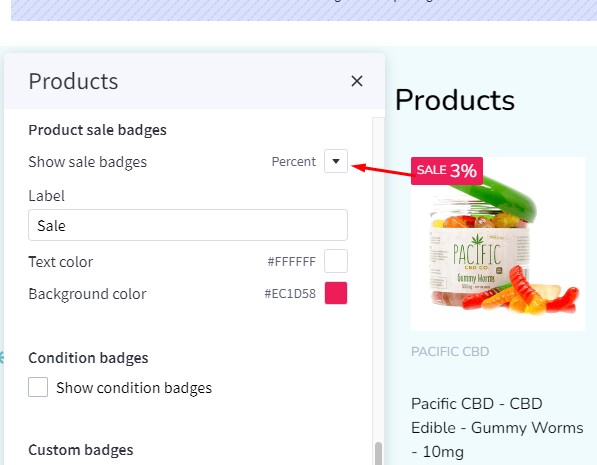 Products
Product sale badges
Show sale badges Percent
Label
Sale
Text color #FFFFFF
Background color #EC1D58
Condition badges
Show condition badges
Custom badges
Products
SALE 3%
PACIFIC
CBD CO.
Gummy Worms
PACIFIC CBD
Pacific CBD - CBD
Edible - Gummy Worms
- 10mg